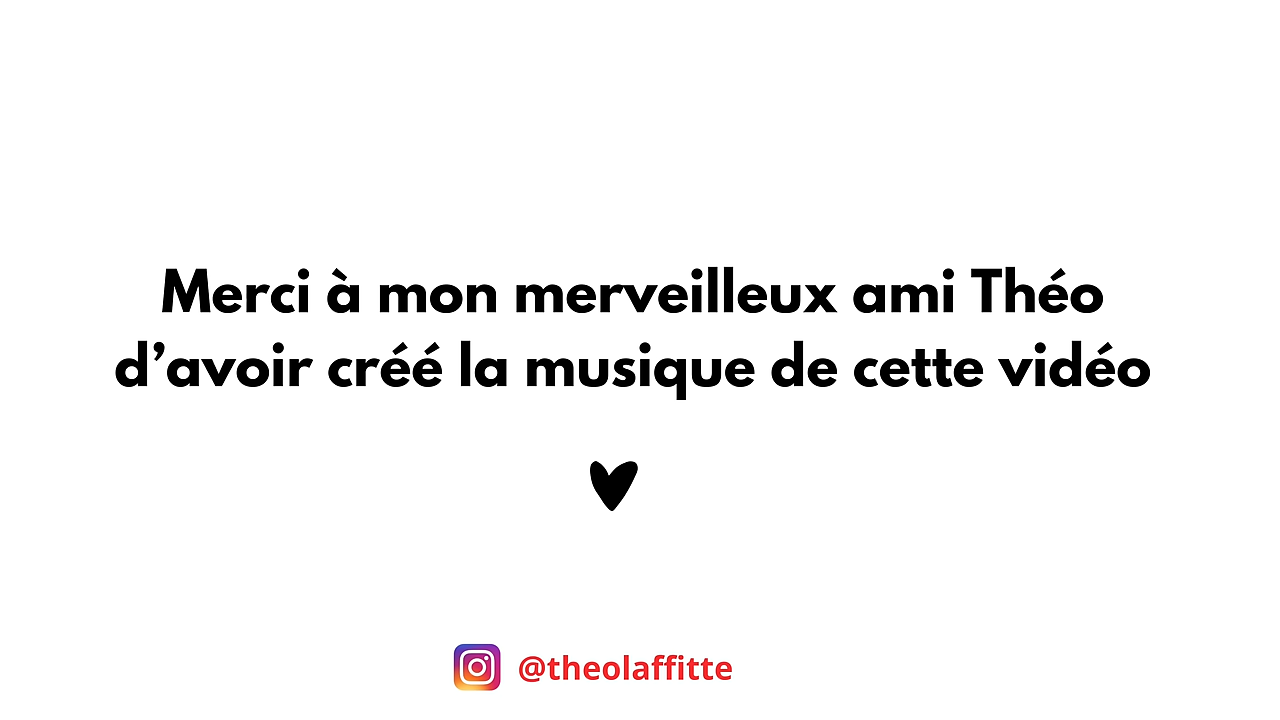 Merci à mon merveilleux ami Théo
d’avoir créé la musique de cette vidéo
@theolaffitte